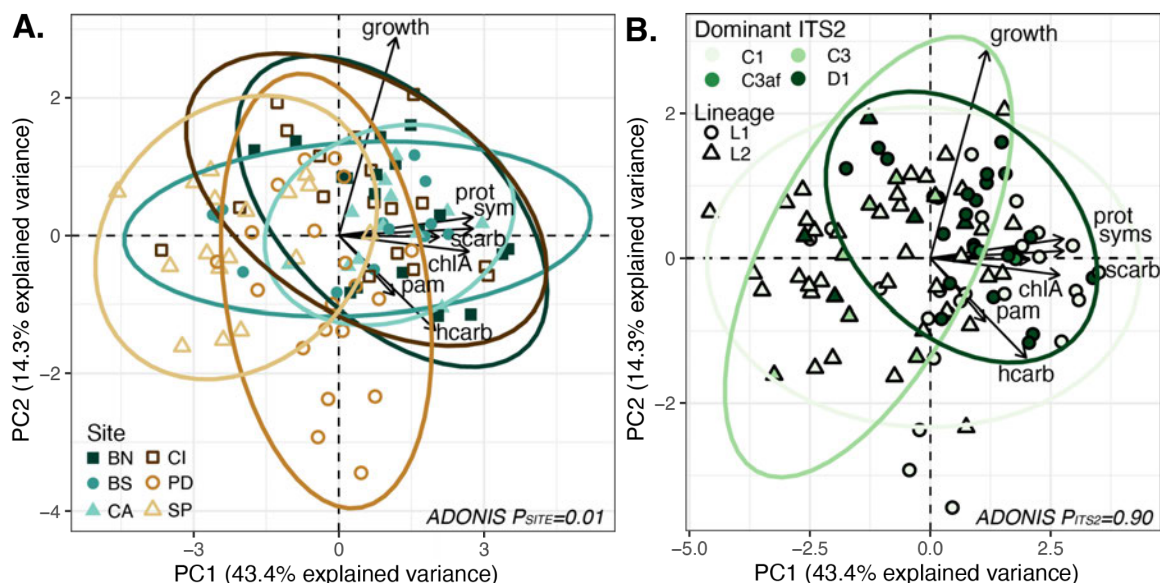 A.
growth
prot
sym
scarb
chlA
pam
hcarb
2
0
−2
−4
PC2 (14.3% explained variance)
Site
BN CI
BS PD
CA SP
ADONIS PSITE=0.01
−3 0 3
PC1 (43.4% explained variance)
B.
Dominant ITS2
C1 C3
C3af D1
Lineage
L1
L2
growth
prot
syms
scarb
chlA
pam
hcarb
2
0
−2
PC2 (14.3% explained variance)
ADONIS PITS2=0.90
−5.0 −2.5 0.0 2.5
PC1 (43.4% explained variance)